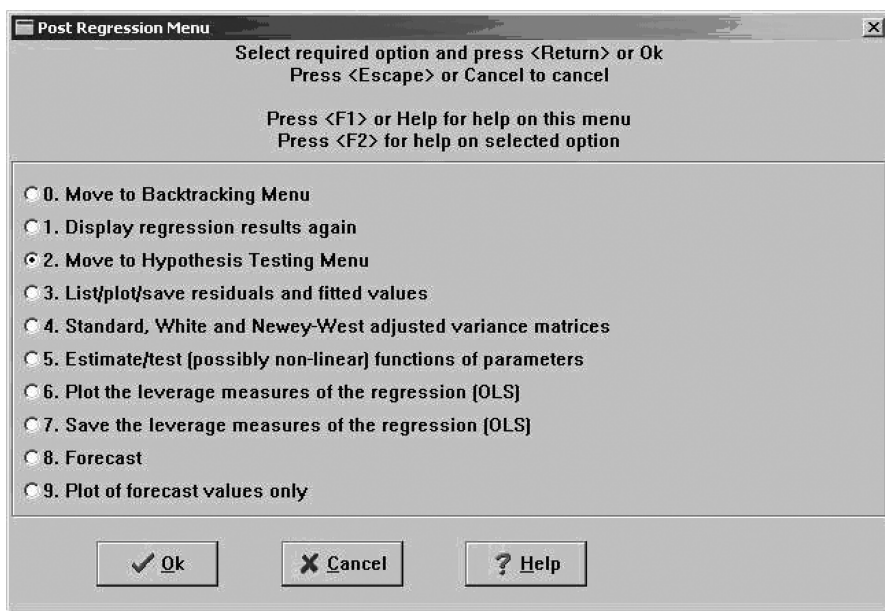 Post Regression Menu
Select required option and press <Return> or Ok
Press <Escape> or Cancel to cancel
Press <F1> or Help for help on this menu
Press <F2> for help on selected option
0. Move to Backtracking Menu
1. Display regression results again
2. Move to Hypothesis Testing Menu
3. List/plot/save residuals and fitted values
4. Standard, White and Newey-West adjusted variance matrices
5. Estimate/test (possibly non-linear) functions of parameters
6. Plot the leverage measures of the regression (OLS)
7. Save the leverage measures of the regression (OLS)
8. Forecast
9. Plot of forecast values only
Ok Cancel Help